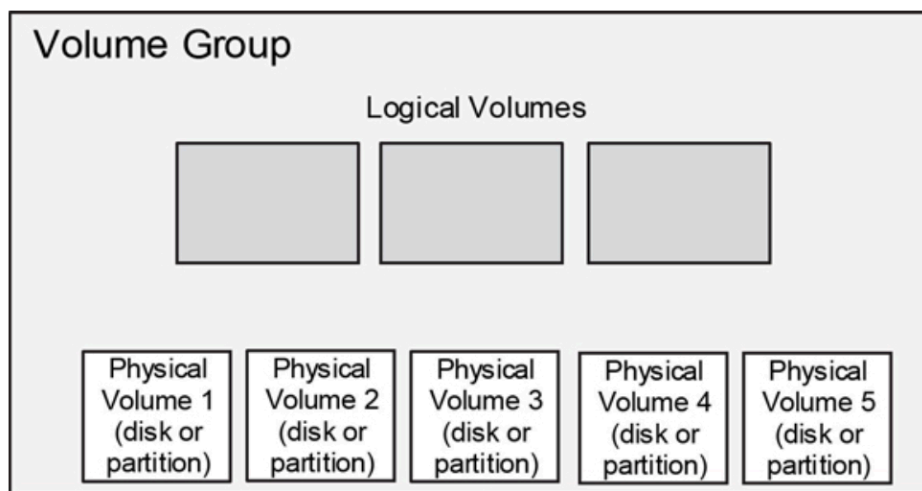 Volume Group
Logical Volumes
Physical
Volume 1
(disk or
partition)
Physical
Volume 2
(disk or
partition)
Physical
Volume 3
(disk or
partition)
Physical
Volume 4
(disk or
partition)
Physical
Volume 5
(disk or
partition)